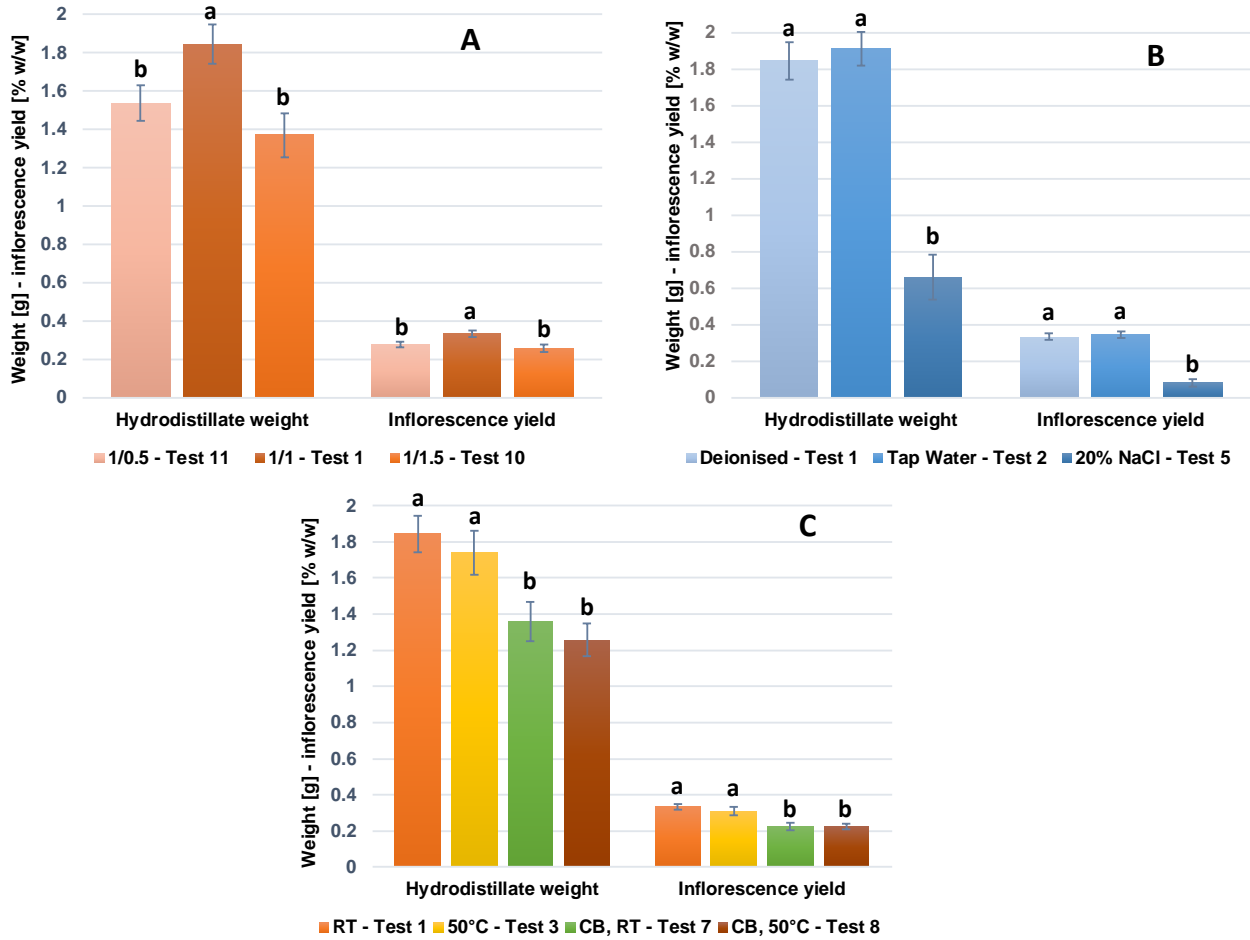 A
Weight [g] - inflorescence yield [% w/w]
2
1.8
1.6
1.4
1.2
1
0.8
0.6
0.4
0.2
0
b
a
b
b
a
b
Hydrodistillate weight
Inflorescence yield
1/0.5 - Test 11
1/1 - Test 1
1/1.5 - Test 10
B
Weight [g] - inflorescence yield [% w/w]
2
1.8
1.6
1.4
1.2
1
0.8
0.6
0.4
0.2
0
a
a
b
a
a
b
Hydrodistillate weight
Inflorescence yield
Deionised - Test 1
Tap Water - Test 2
20% NaCl - Test 5
C
Weight [g] - inflorescence yield [% w/w]
2
1.8
1.6
1.4
1.2
1
0.8
0.6
0.4
0.2
0
a
a
b
b
a
a
b
b
Hydrodistillate weight
Inflorescence yield
RT - Test 1
50°C - Test 3
CB, RT - Test 7
CB, 50°C - Test 8